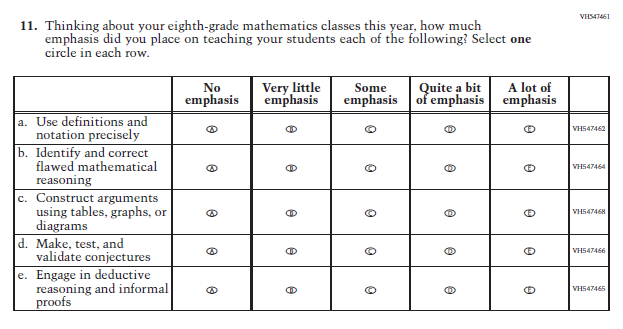 VH547461
11. Thinking about your eighth-grade mathematics classes this year, how much
emphasis did you place on teaching your students each of the following? Select one
circle in each row.
No emphasis Very little emphasis Some emphasis Quite a bit of emphasis A lot of emphasis
a. Use definitions and
notation precisely
A B C D E VH547462
b. Identify and correct
flawed mathematical
reasoning
A B C D E VH547464
c. Construct arguments
using tables, graphs, or
diagrams
A B C D E VH547468
d. Make, test, and
validate conjectures
A B C D E VH547466
e. Engage in deductive
reasoning and informal
proofs
A B C D E VH547465